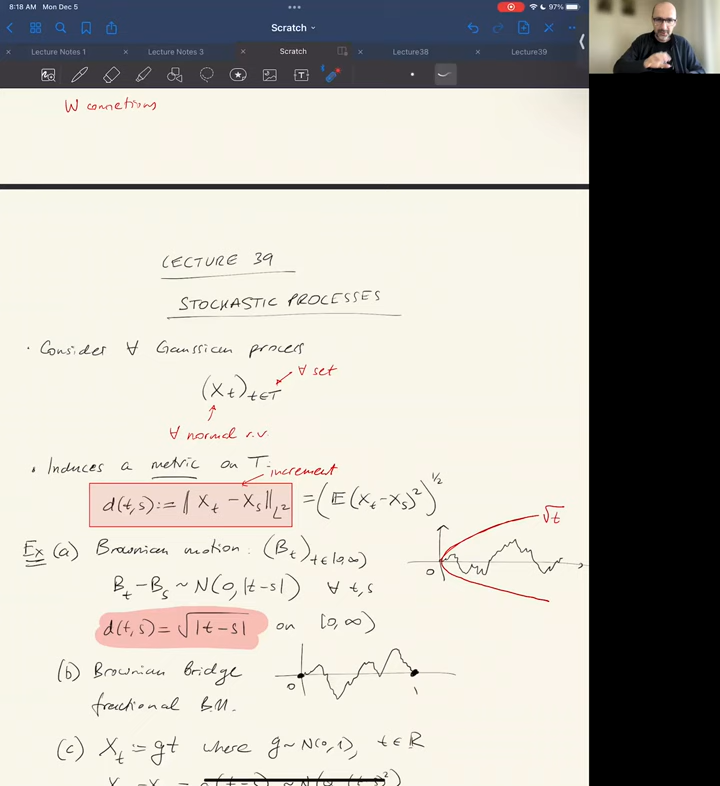 8:18 AM Mon Dec 5
97%
Scratch
Lecture Notes 1
Lecture Notes 3
Scratch
Lecture38
Lecture39
LECTURE 39
STOCHASTIC PROCESSES
· Consider ∀ Gaussian process
(X_t)_{t∈T}
∀ set
∀ normal r.v.
· Induces a metric on T.
increment
d(t,s) := ‖X_t − X_s‖_{L²} = (𝔼(X_t−X_s)²)^{1/2}
Ex (a) Brownian motion: (B_t)_{t∈[0,∞)}
√t
0
B_t − B_s ~ N(0, |t−s|) ∀ t,s
d(t,s) = √|t−s| on [0,∞)
(b) Brownian Bridge
0
1
fractional B.M.
(c) X_t := gt where g~N(0,1), t∈R